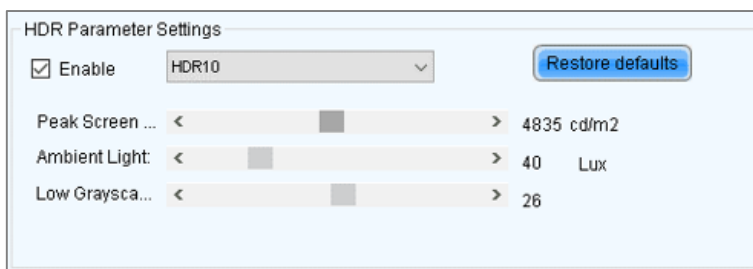 HDR Parameter Settings
Enable HDR10 Restore defaults
Peak Screen ... 4835 cd/m2
Ambient Light: 40 Lux
Low Graysca... 26